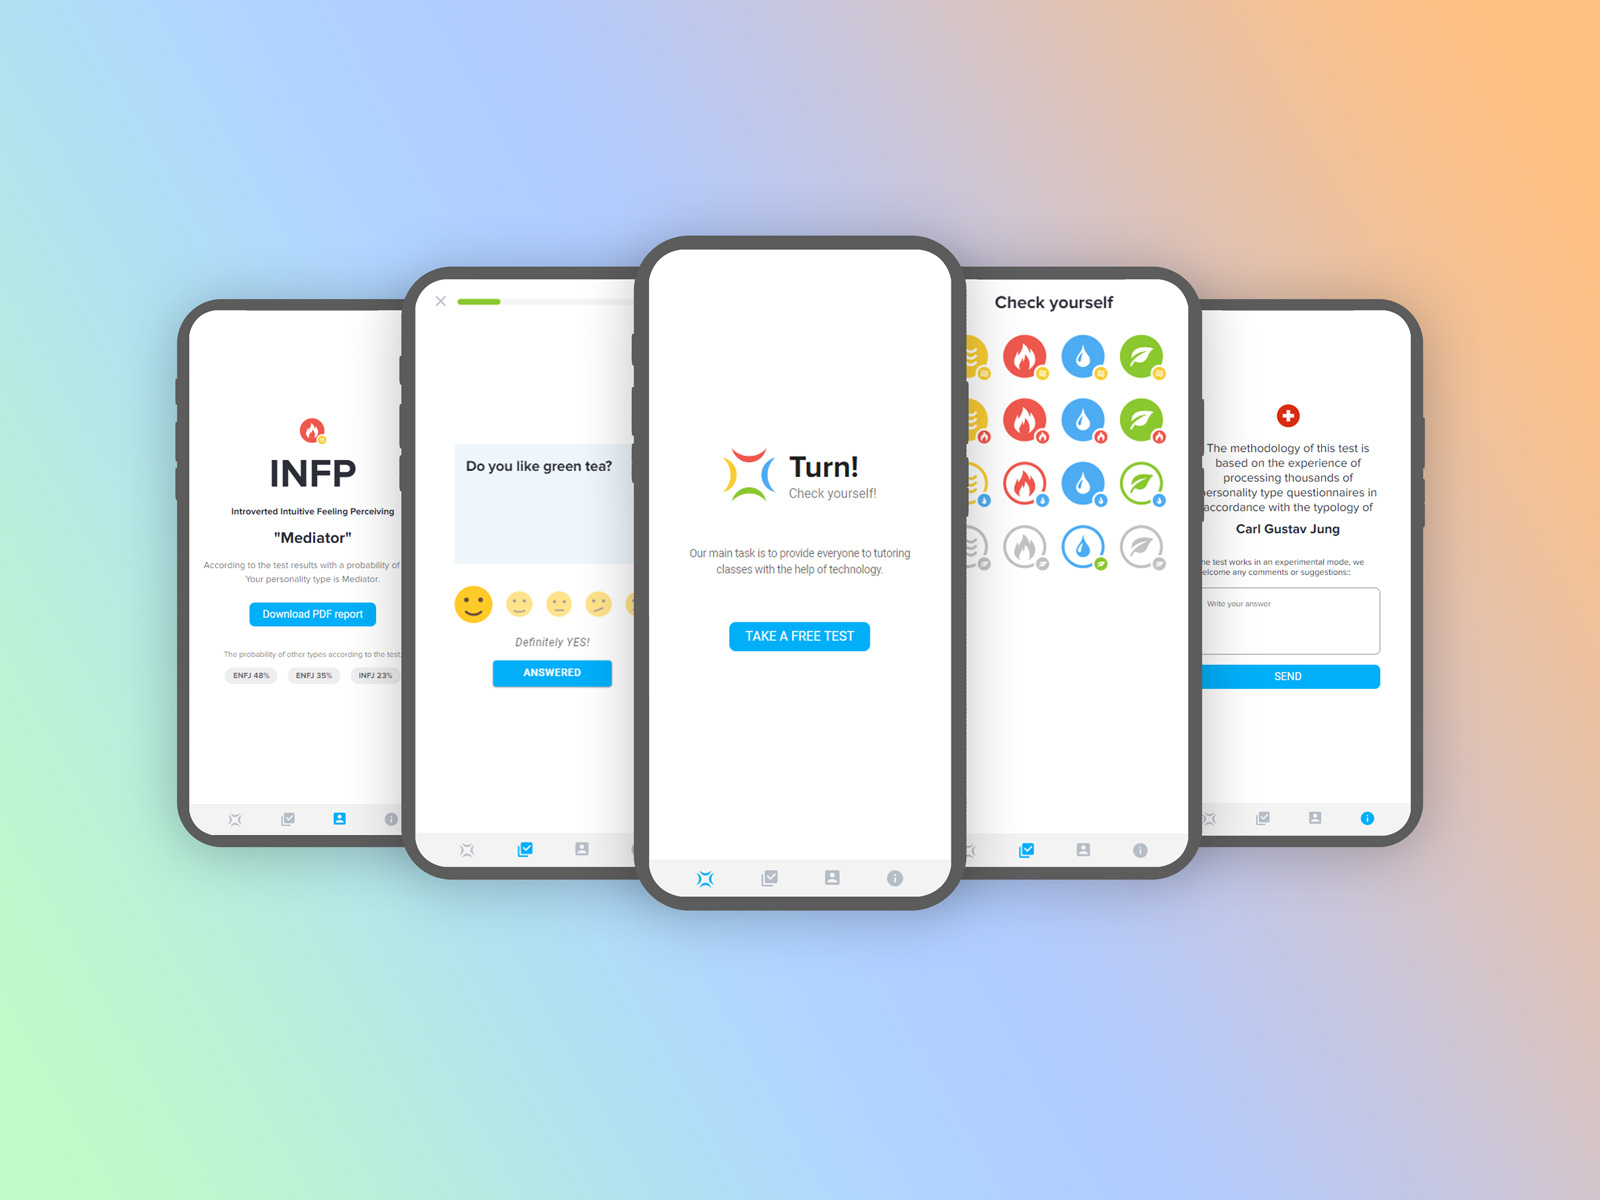 INFP
Introverted Intuitive Feeling Perceiving
"Mediator"
According to the test results with a probability of
Your personality type is Mediator.
Download PDF report
The probability of other types according to the test:
ENFJ 48%
ENFJ 35%
INFJ 23%
Do you like green tea?
Definitely YES!
ANSWERED
Turn!
Check yourself!
Our main task is to provide everyone to tutoring
classes with the help of technology.
TAKE A FREE TEST
Check yourself
The methodology of this test is
based on the experience of
processing thousands of
personality type questionnaires in
accordance with the typology of
Carl Gustav Jung
The test works in an experimental mode, we
welcome any comments or suggestions::
Write your answer
SEND